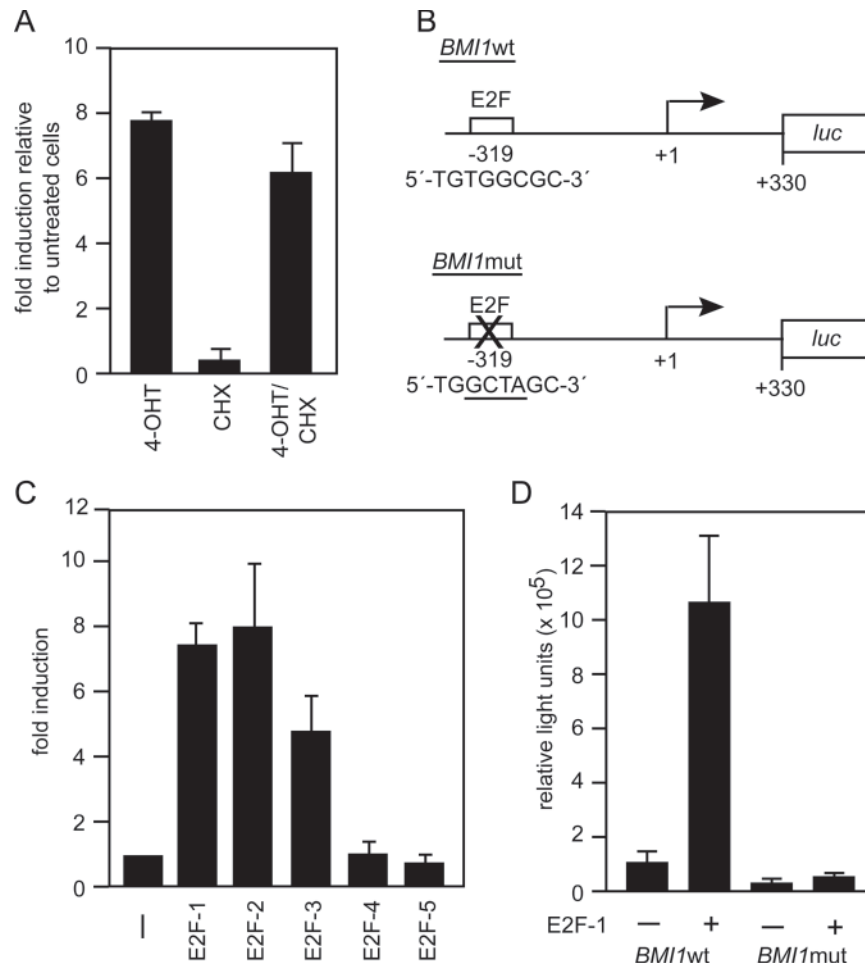 A
fold induction relative
to untreated cells
10
8
6
4
2
0
4-OHT
CHX
4-OHT/
CHX
B
BMI1wt
E2F
-319
+1
luc
+330
5´-TGTGGCGC-3´
BMI1mut
E2F
-319
+1
luc
+330
5´-TGGCTAGC-3´
C
fold induction
12
10
8
6
4
2
0
–
E2F-1
E2F-2
E2F-3
E2F-4
E2F-5
D
relative light units (x 10⁵)
14
12
10
8
6
4
2
0
E2F-1 – + – +
BMI1wt BMI1mut